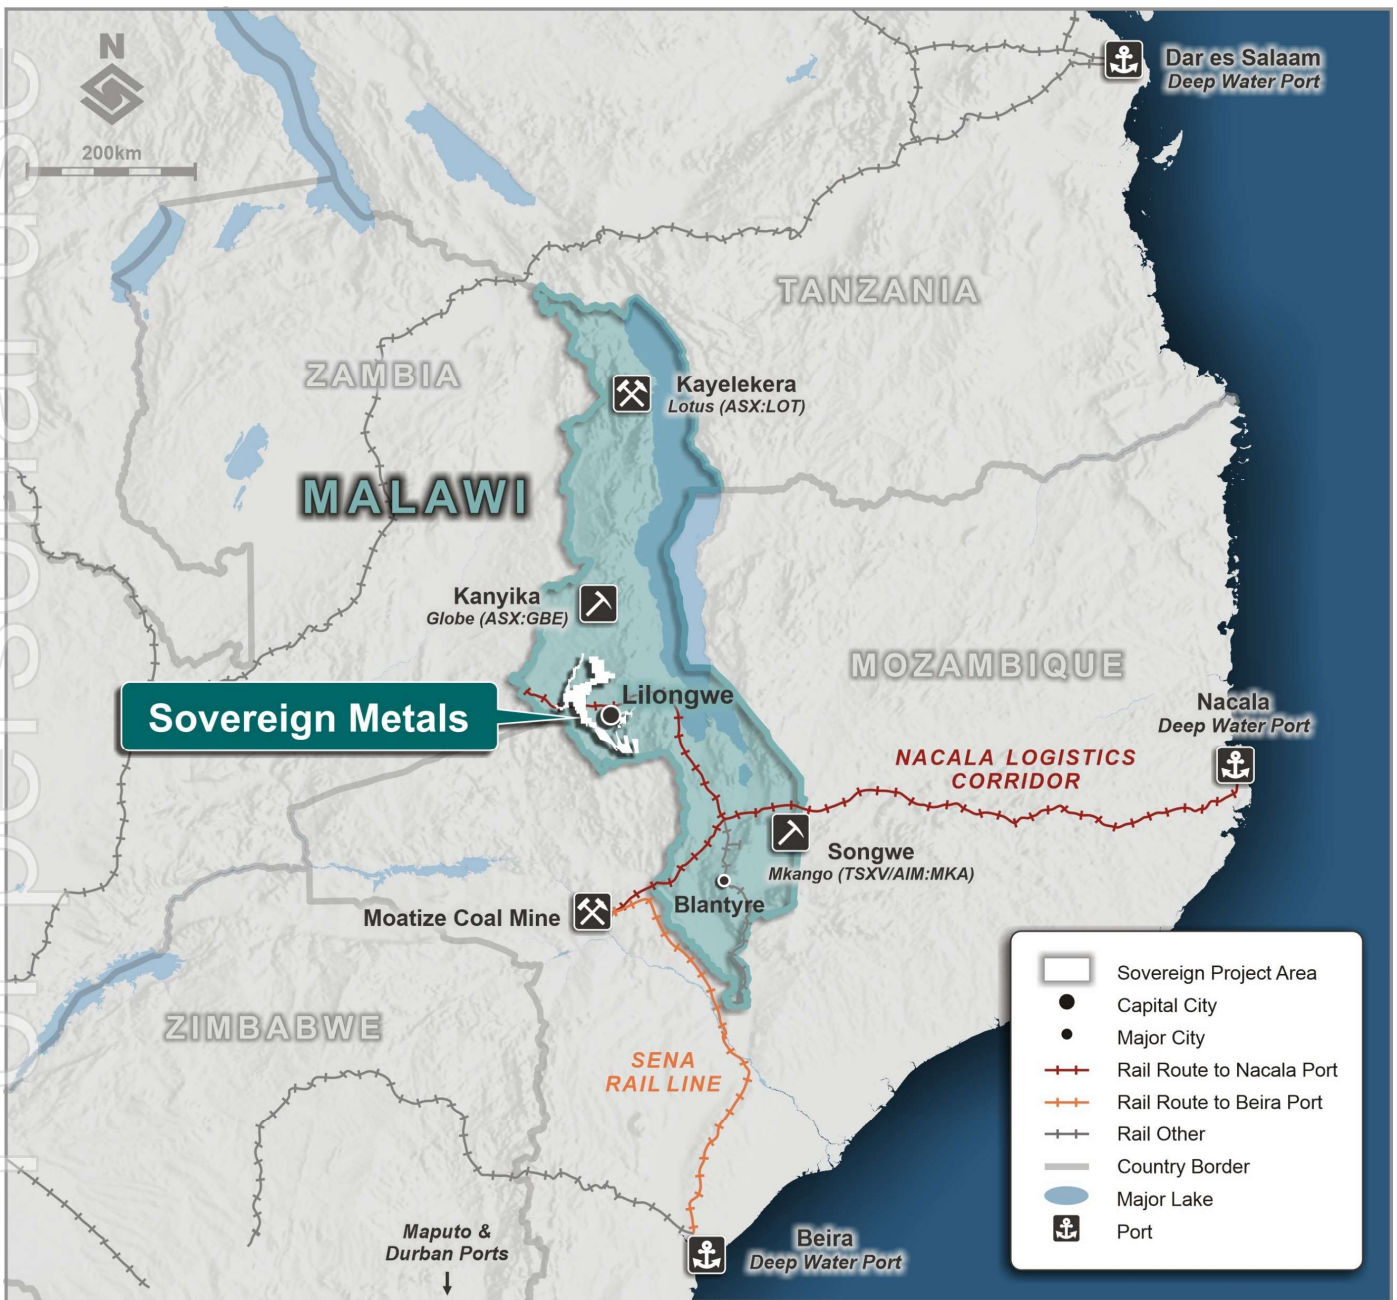 N
200km
Dar es Salaam
Deep Water Port
TANZANIA
ZAMBIA
Kayelekera
Lotus (ASX:LOT)
MALAWI
Kanyika
Globe (ASX:GBE)
MOZAMBIQUE
Lilongwe
Sovereign Metals
Nacala
Deep Water Port
NACALA LOGISTICS
CORRIDOR
Songwe
Mkango (TSXV/AIM:MKA)
Blantyre
Moatize Coal Mine
ZIMBABWE
SENA
RAIL LINE
Maputo &
Durban Ports
Beira
Deep Water Port
Sovereign Project Area
Capital City
Major City
Rail Route to Nacala Port
Rail Route to Beira Port
Rail Other
Country Border
Major Lake
Port